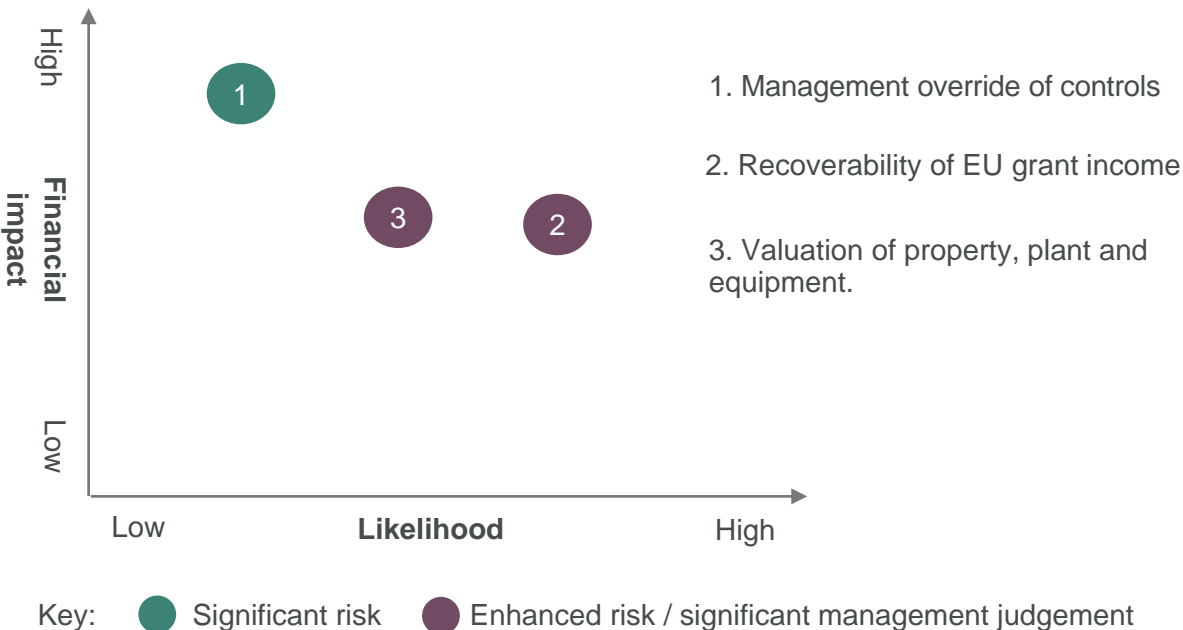 High
1
1. Management override of controls
2. Recoverability of EU grant income
Financial
impact
3
2
3. Valuation of property, plant and
equipment.
Low
Low
Likelihood
High
Key:
Significant risk
Enhanced risk / significant management judgement